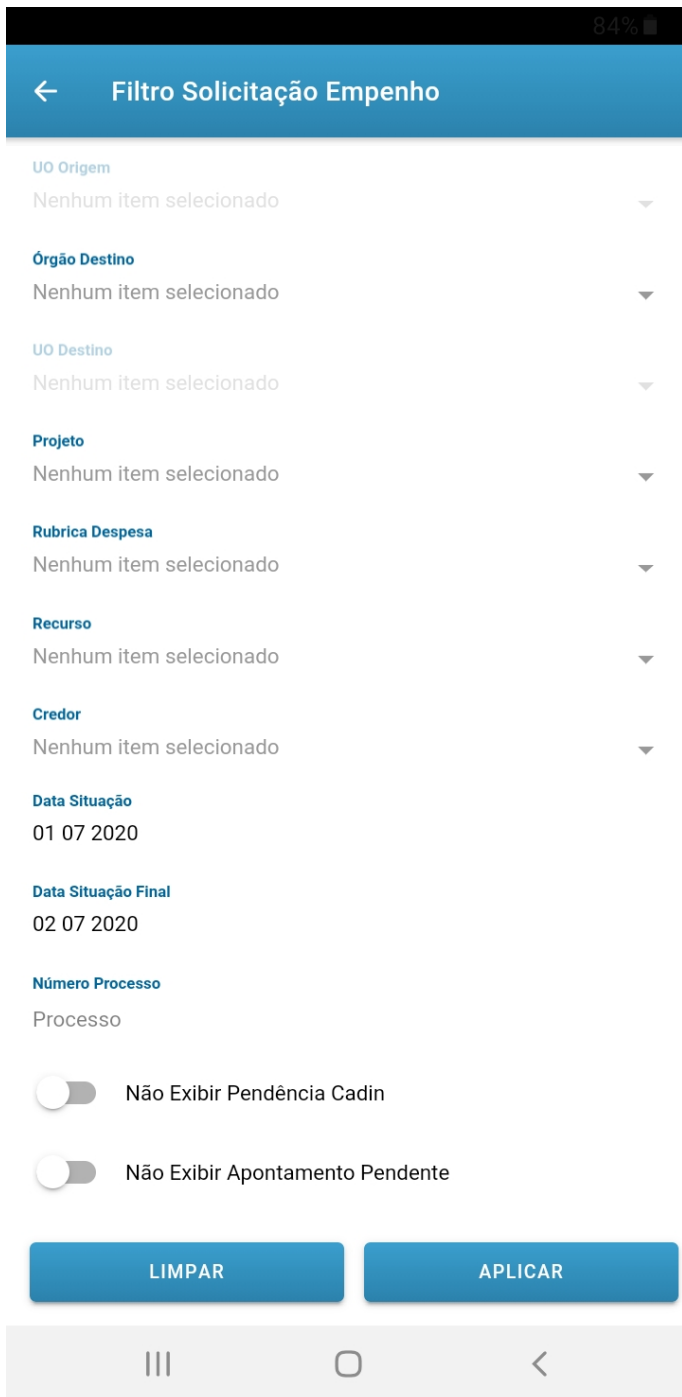 84%
Filtro Solicitação Empenho
UO Origem
Nenhum item selecionado
Órgão Destino
Nenhum item selecionado
UO Destino
Nenhum item selecionado
Projeto
Nenhum item selecionado
Rubrica Despesa
Nenhum item selecionado
Recurso
Nenhum item selecionado
Credor
Nenhum item selecionado
Data Situação
01 07 2020
Data Situação Final
02 07 2020
Número Processo
Processo
Não Exibir Pendência Cadin
Não Exibir Apontamento Pendente
LIMPAR APLICAR